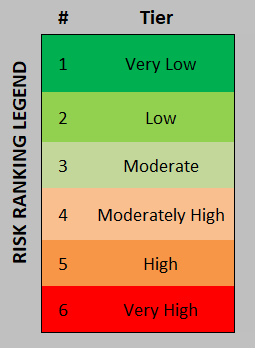 RISK RANKING LEGEND
# Tier
1 Very Low
2 Low
3 Moderate
4 Moderately High
5 High
6 Very High